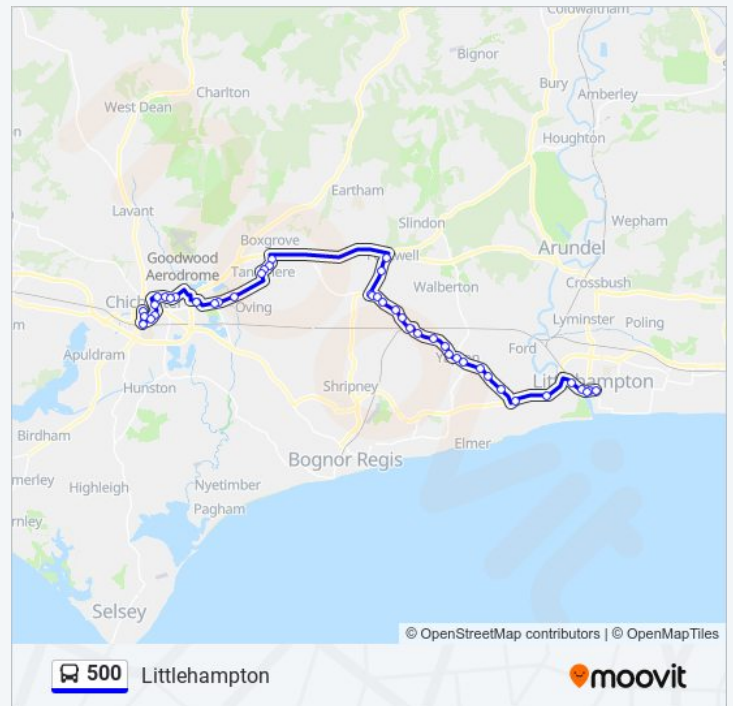 Coldwaltham
Bignor
Bury
Charlton
Amberley
West Dean
Houghton
Eartham
Lavant
Slindon
Wepham
Boxgrove
Arundel
Goodwood
Aerodrome
Walberton
Crossbush
Oving
Lyminster
Poling
Apuldram
Ford
Littlehampton
Hunston
Shripney
Birdham
Elmer
Bognor Regis
Highleigh
Nyetimber
Pagham
Selsey
© OpenStreetMap contributors | © OpenMapTiles
500 Littlehampton
moovit